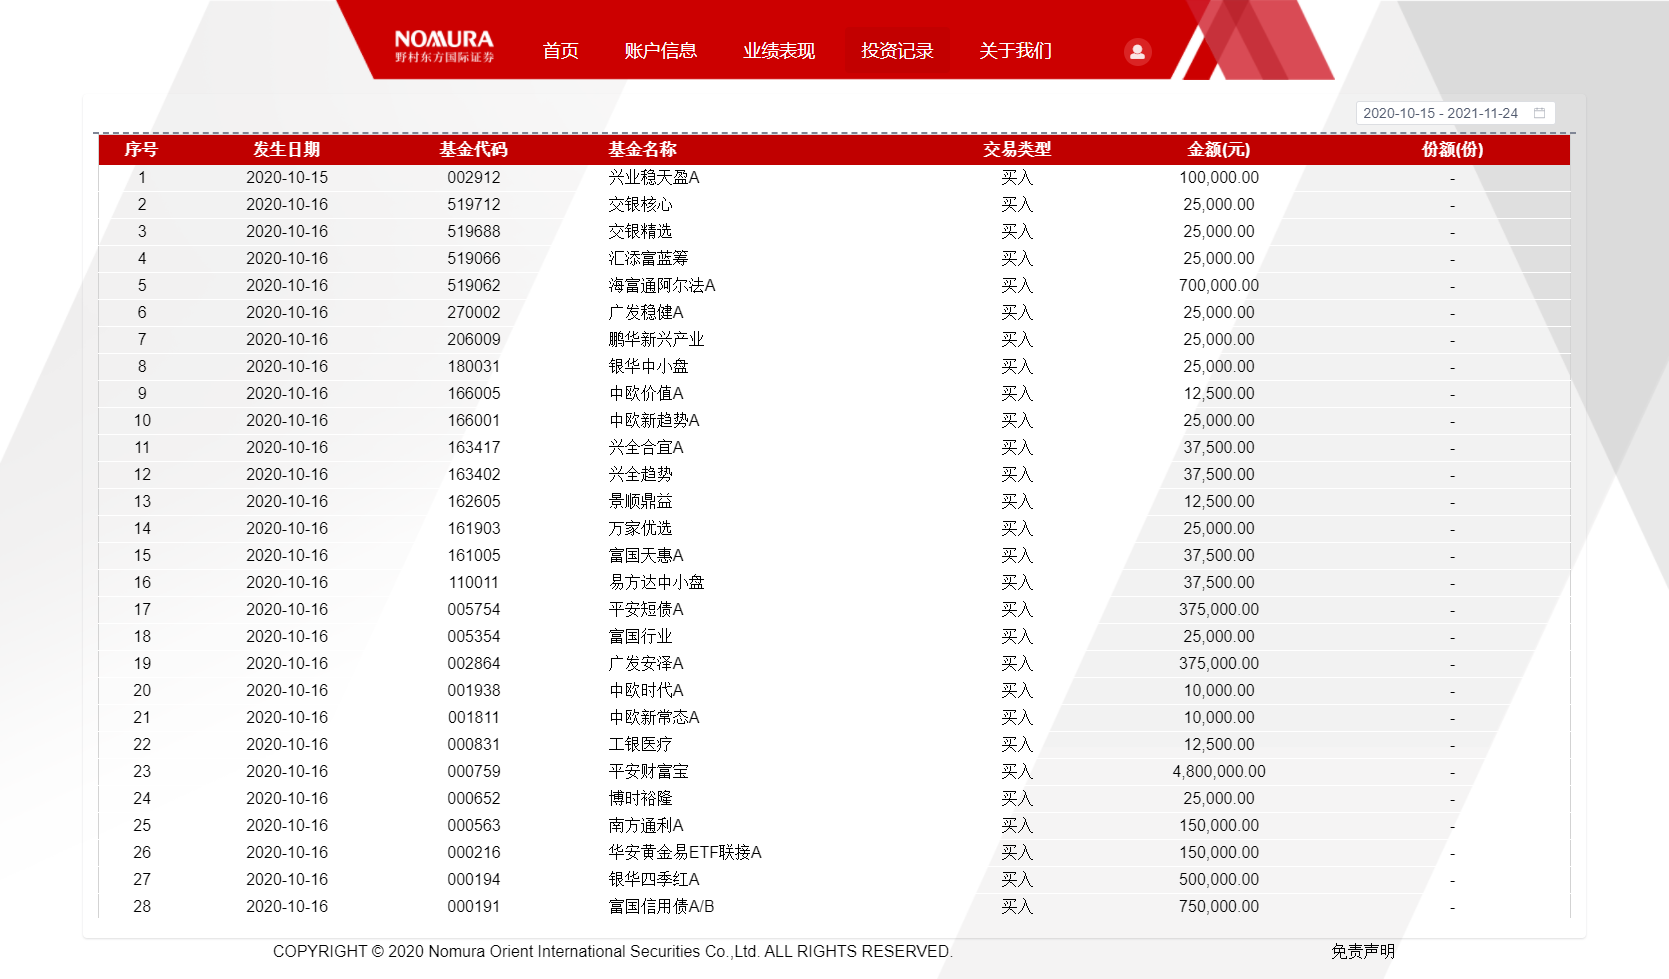 NOMURA 首页 账户信息 业绩表现 投资记录 关于我们
野村东方国际证券
2020-10-15 - 2021-11-24
序号 发生日期 基金代码 基金名称 交易类型 金额(元) 份额(份)
1 2020-10-15 002912 兴业稳天盈A 买入 100,000.00 -
2 2020-10-16 519712 交银核心 买入 25,000.00 -
3 2020-10-16 519688 交银精选 买入 25,000.00 -
4 2020-10-16 519066 汇添富蓝筹 买入 25,000.00 -
5 2020-10-16 519062 海富通阿尔法A 买入 700,000.00 -
6 2020-10-16 270002 广发稳健A 买入 25,000.00 -
7 2020-10-16 206009 鹏华新兴产业 买入 25,000.00 -
8 2020-10-16 180031 银华中小盘 买入 25,000.00 -
9 2020-10-16 166005 中欧价值A 买入 12,500.00 -
10 2020-10-16 166001 中欧新趋势A 买入 25,000.00 -
11 2020-10-16 163417 兴全合宜A 买入 37,500.00 -
12 2020-10-16 163402 兴全趋势 买入 37,500.00 -
13 2020-10-16 162605 景顺鼎益 买入 12,500.00 -
14 2020-10-16 161903 万家优选 买入 25,000.00 -
15 2020-10-16 161005 富国天惠A 买入 37,500.00 -
16 2020-10-16 110011 易方达中小盘 买入 37,500.00 -
17 2020-10-16 005754 平安短债A 买入 375,000.00 -
18 2020-10-16 005354 富国行业 买入 25,000.00 -
19 2020-10-16 002864 广发安泽A 买入 375,000.00 -
20 2020-10-16 001938 中欧时代A 买入 10,000.00 -
21 2020-10-16 001811 中欧新常态A 买入 10,000.00 -
22 2020-10-16 000831 工银医疗 买入 12,500.00 -
23 2020-10-16 000759 平安财富宝 买入 4,800,000.00 -
24 2020-10-16 000652 博时裕隆 买入 25,000.00 -
25 2020-10-16 000563 南方通利A 买入 150,000.00 -
26 2020-10-16 000216 华安黄金易ETF联接A 买入 150,000.00 -
27 2020-10-16 000194 银华四季红A 买入 500,000.00 -
28 2020-10-16 000191 富国信用债A/B 买入 750,000.00 -
COPYRIGHT © 2020 Nomura Orient International Securities Co.,Ltd. ALL RIGHTS RESERVED. 免责声明